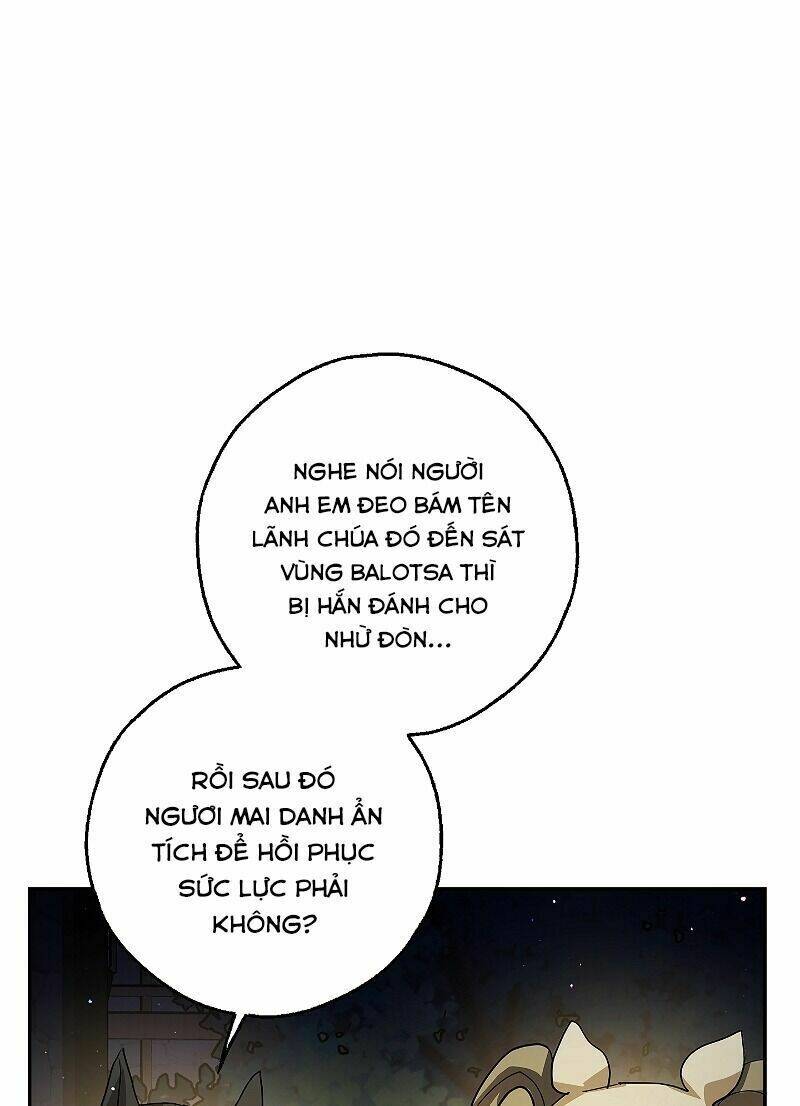 NGHE NÓI NGƯỜI
ANH EM ĐEO BÁM TÊN
LÃNH CHÚA ĐÓ ĐẾN SÁT
VÙNG BALOTSA THÌ
BỊ HẮN ĐÁNH CHO
NHỪ ĐÒN...
RỒI SAU ĐÓ
NGƯƠI MAI DANH ẨN
TÍCH ĐỂ HỒI PHỤC
SỨC LỰC PHẢI
KHÔNG?